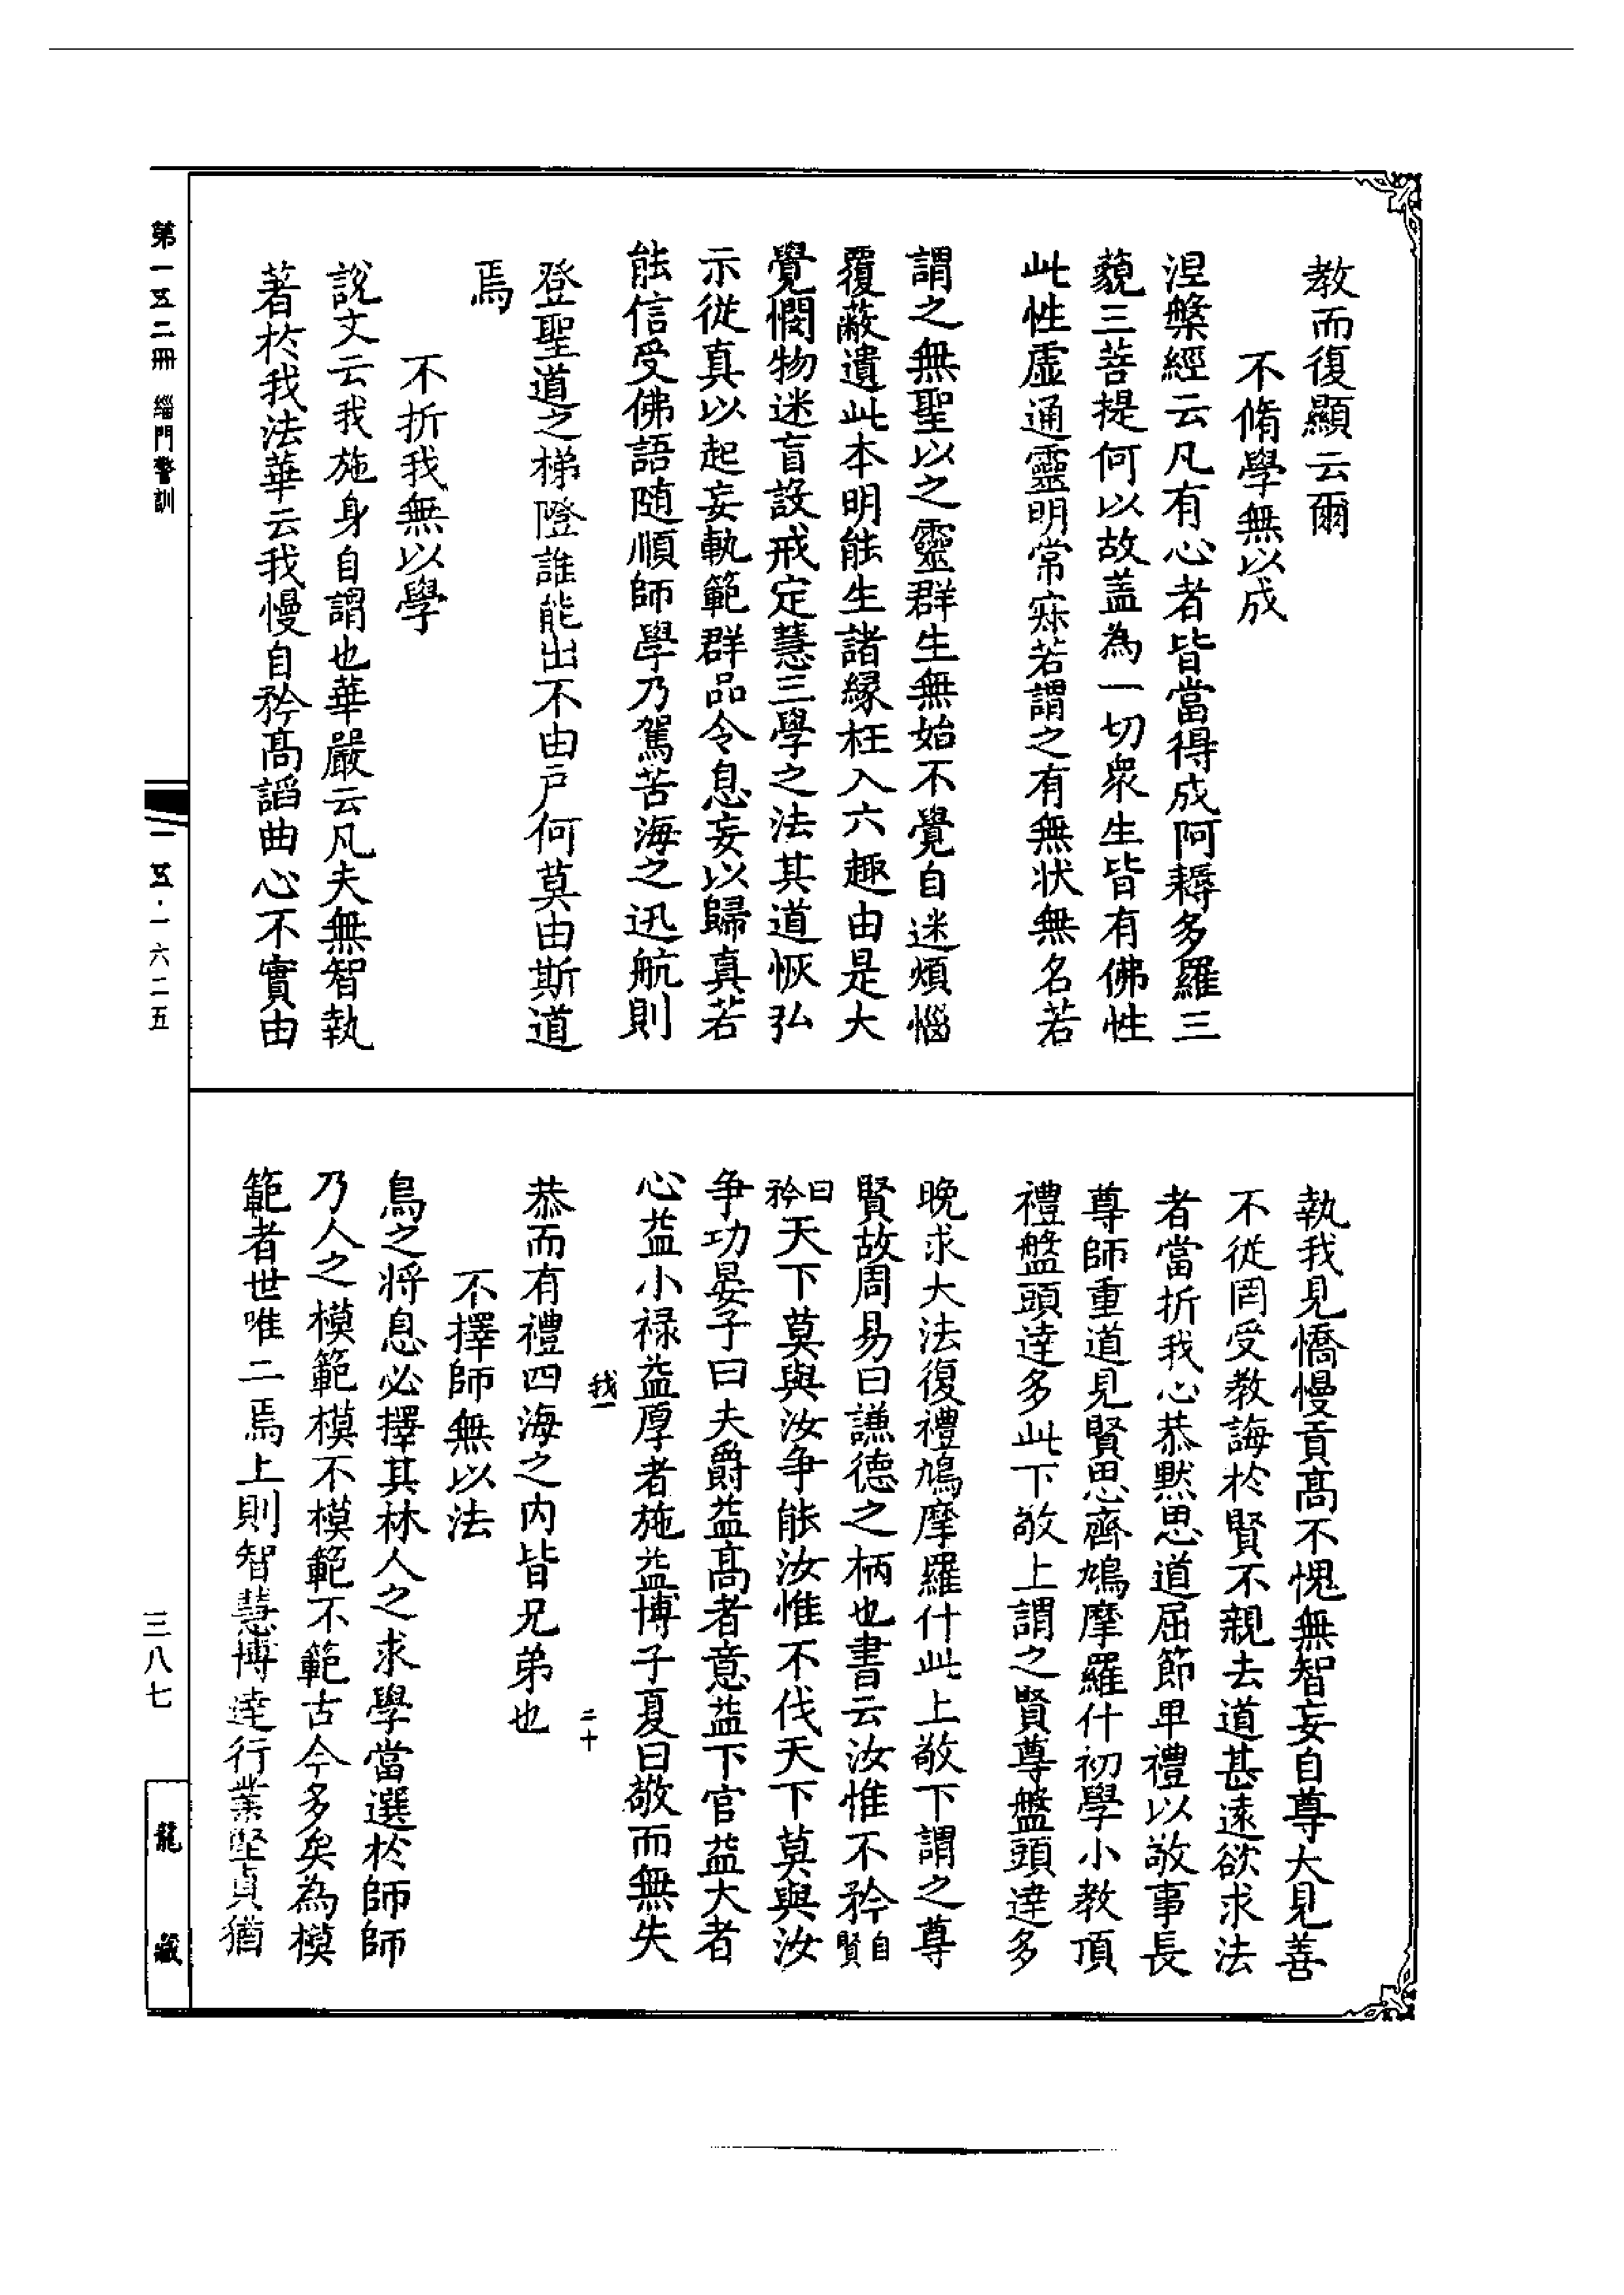 教而復顯云爾
不脩學無以成
涅槃經云凡有心者皆當得成阿耨多羅三
藐三菩提何以故蓋為一切眾生皆有佛性
此性虛通靈明常寂若謂之有無狀無名若
謂之無聖以之靈群生無始不覺自迷煩惱
覆蔽遺此本明能生諸緣枉入六趣由是大
覺憫物迷盲設戒定慧三學之法其道恢弘
示從真以起妄軌範群品令息妄以歸真若
能信受佛語隨順師學乃駕苦海之迅航則
登聖道之梯隥誰能出不由戶何莫由斯道
焉
不折我無以學
說文云我施身自謂也華嚴云凡夫無智執
著於我法華云我慢自矜高諂曲心不實由
執我見憍慢貢高不愧無智妄自尊大見善
不從罔受教誨於賢不親去道甚遠欲求法
者當折我心恭默思道屈節卑禮以敬事長
尊師重道見賢思齊鳩摩羅什初學小教頂
禮盤頭達多此下敬上謂之賢尊盤頭達多
晚求大法復禮鳩摩羅什此上敬下謂之尊
賢故周易曰謙德之柄也書云汝惟不矜自賢
曰矜天下莫與汝爭能汝惟不伐天下莫與汝
爭功晏子曰夫爵益高者意益下官益大者
心益小祿益厚者施益博子夏曰敬而無失
我一
二十
恭而有禮四海之內皆兄弟也
不擇師無以法
鳥之將息必擇其林人之求學當選於師師
乃人之模範模不模範不範古今多矣為模
範者世唯二焉上則智慧博達行業堅貞猶
第一五二冊 緇門警訓
一五·一六二五
三八七
龍藏